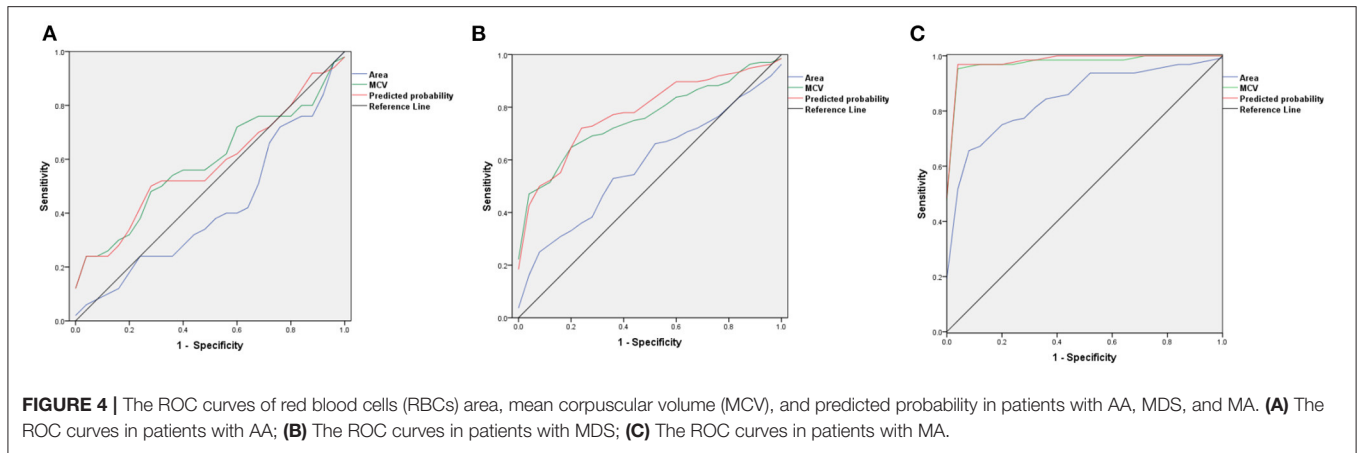 A
B
C
1.0
0.8
0.6
0.4
0.2
0.0
Sensitivity
0.0 0.2 0.4 0.6 0.8 1.0
1 - Specificity
Area
MCV
Predicted probability
Reference Line
1.0
0.8
0.6
0.4
0.2
0.0
Sensitivity
0.0 0.2 0.4 0.6 0.8 1.0
1 - Specificity
Area
MCV
Predicted probability
Reference Line
1.0
0.8
0.6
0.4
0.2
0.0
Sensitivity
0.0 0.2 0.4 0.6 0.8 1.0
1 - Specificity
Area
MCV
Predicted probability
Reference Line
FIGURE 4 | The ROC curves of red blood cells (RBCs) area, mean corpuscular volume (MCV), and predicted probability in patients with AA, MDS, and MA. (A) The
ROC curves in patients with AA; (B) The ROC curves in patients with MDS; (C) The ROC curves in patients with MA.